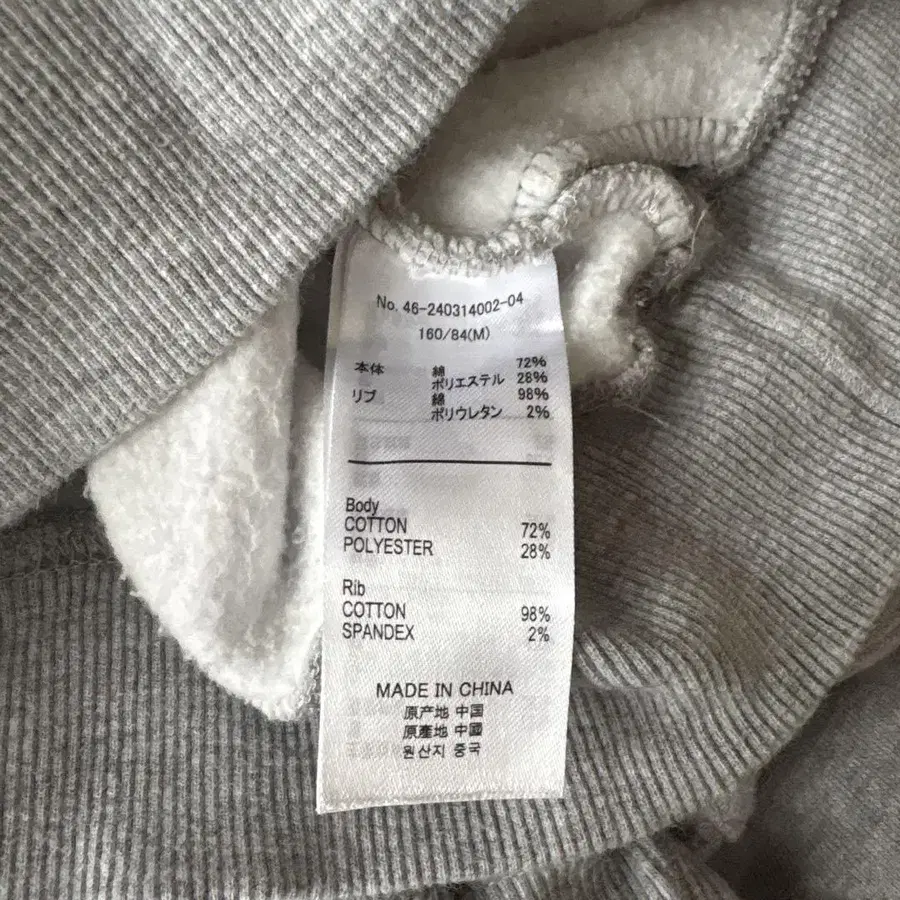 No. 46-240314002-04
160/84(M)
本体 綿 72%
ポリエステル 28%
リブ 綿 98%
ポリウレタン 2%
Body
COTTON 72%
POLYESTER 28%
Rib
COTTON 98%
SPANDEX 2%
MADE IN CHINA
原产地 中国
原產地 中國
원산지 중국